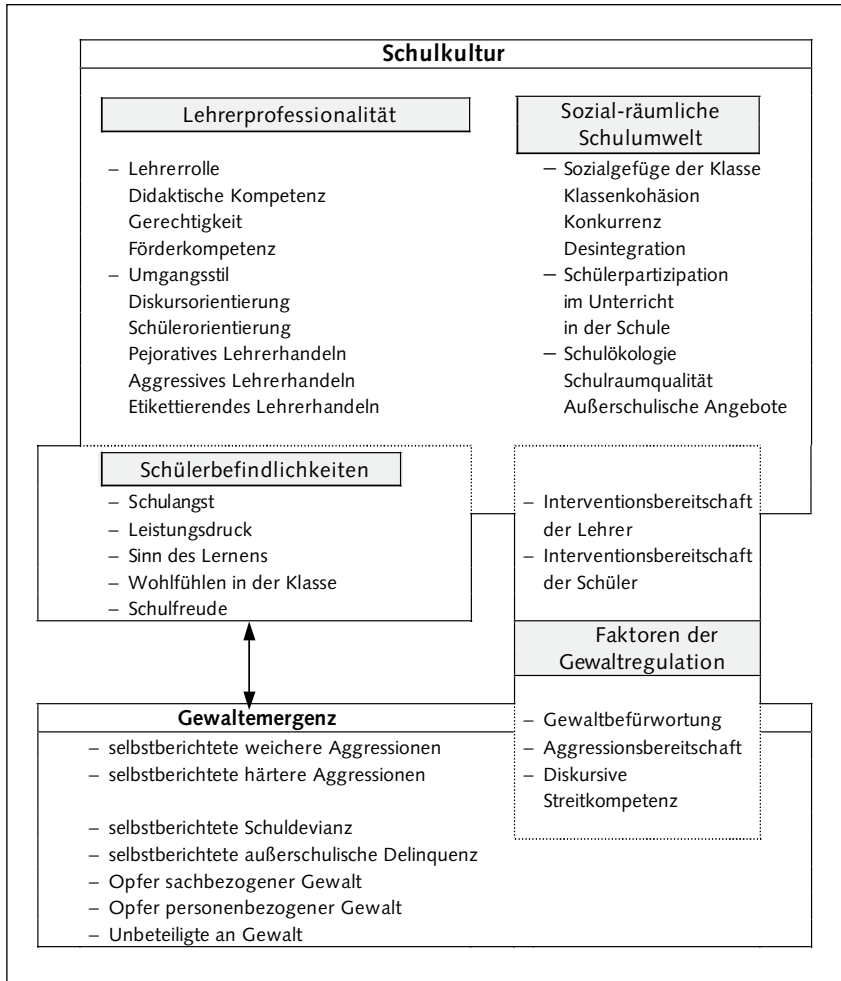 Schulkultur
Lehrerprofessionalität
– Lehrerrolle
Didaktische Kompetenz
Gerechtigkeit
Förderkompetenz
– Umgangsstil
Diskursorientierung
Schülerorientierung
Pejoratives Lehrerhandeln
Aggressives Lehrerhandeln
Etikettierendes Lehrerhandeln
Sozial-räumliche
Schulumwelt
– Sozialgefüge der Klasse
Klassenkohäsion
Konkurrenz
Desintegration
– Schülerpartizipation
im Unterricht
in der Schule
– Schulökologie
Schulraumqualität
Außerschulische Angebote
Schülerbefindlichkeiten
– Schulangst
– Leistungsdruck
– Sinn des Lernens
– Wohlfühlen in der Klasse
– Schulfreude
– Interventionsbereitschaft
der Lehrer
– Interventionsbereitschaft
der Schüler
Faktoren der
Gewaltregulation
– Gewaltbefürwortung
– Aggressionsbereitschaft
– Diskursive
Streitkompetenz
Gewaltemergenz
– selbstberichtete weichere Aggressionen
– selbstberichtete härtere Aggressionen
– selbstberichtete Schuldevianz
– selbstberichtete außerschulische Delinquenz
– Opfer sachbezogener Gewalt
– Opfer personenbezogener Gewalt
– Unbeteiligte an Gewalt